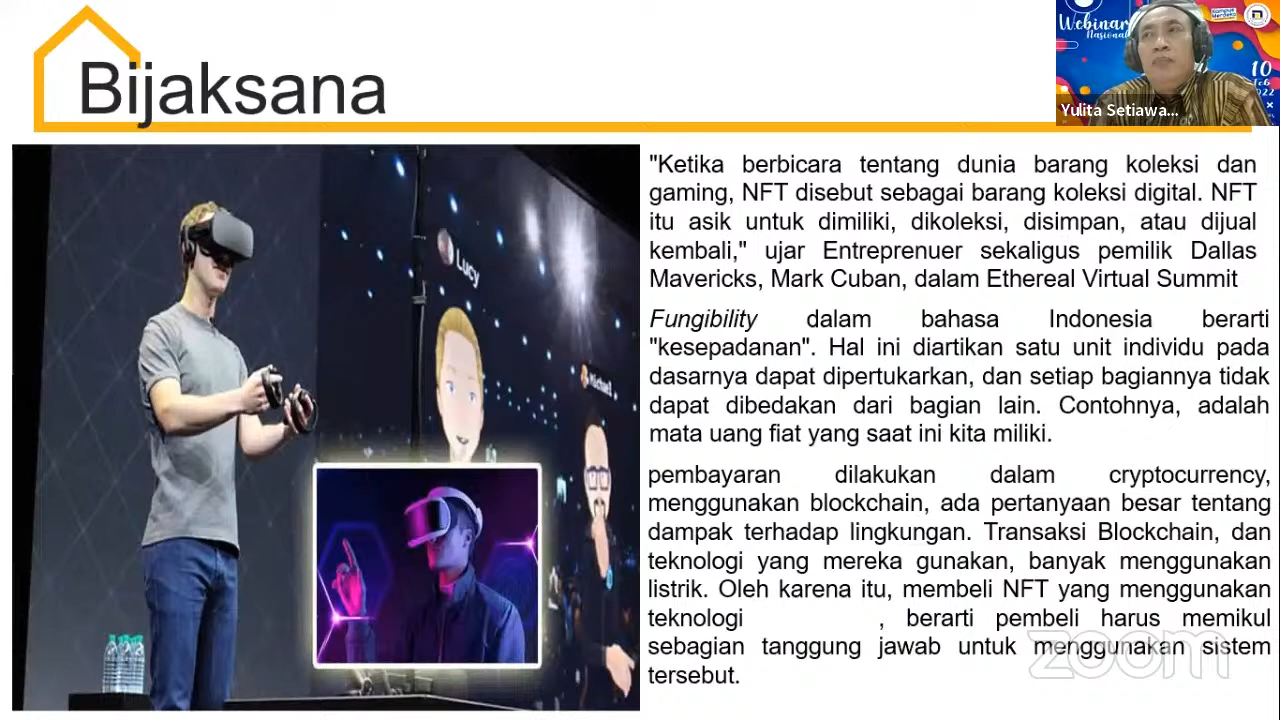 Bijaksana
Webinar
Nasional
Kampus
Merdeka
10
2022
Yulita Setiawa...
Lucy
Michael
"Ketika berbicara tentang dunia barang koleksi dan
gaming, NFT disebut sebagai barang koleksi digital. NFT
itu asik untuk dimiliki, dikoleksi, disimpan, atau dijual
kembali," ujar Entreprenuer sekaligus pemilik Dallas
Mavericks, Mark Cuban, dalam Ethereal Virtual Summit
Fungibility dalam bahasa Indonesia berarti
"kesepadanan". Hal ini diartikan satu unit individu pada
dasarnya dapat dipertukarkan, dan setiap bagiannya tidak
dapat dibedakan dari bagian lain. Contohnya, adalah
mata uang fiat yang saat ini kita miliki.
pembayaran dilakukan dalam cryptocurrency,
menggunakan blockchain, ada pertanyaan besar tentang
dampak terhadap lingkungan. Transaksi Blockchain, dan
teknologi yang mereka gunakan, banyak menggunakan
listrik. Oleh karena itu, membeli NFT yang menggunakan
teknologi , berarti pembeli harus memikul
sebagian tanggung jawab untuk menggunakan sistem
tersebut.
zoom